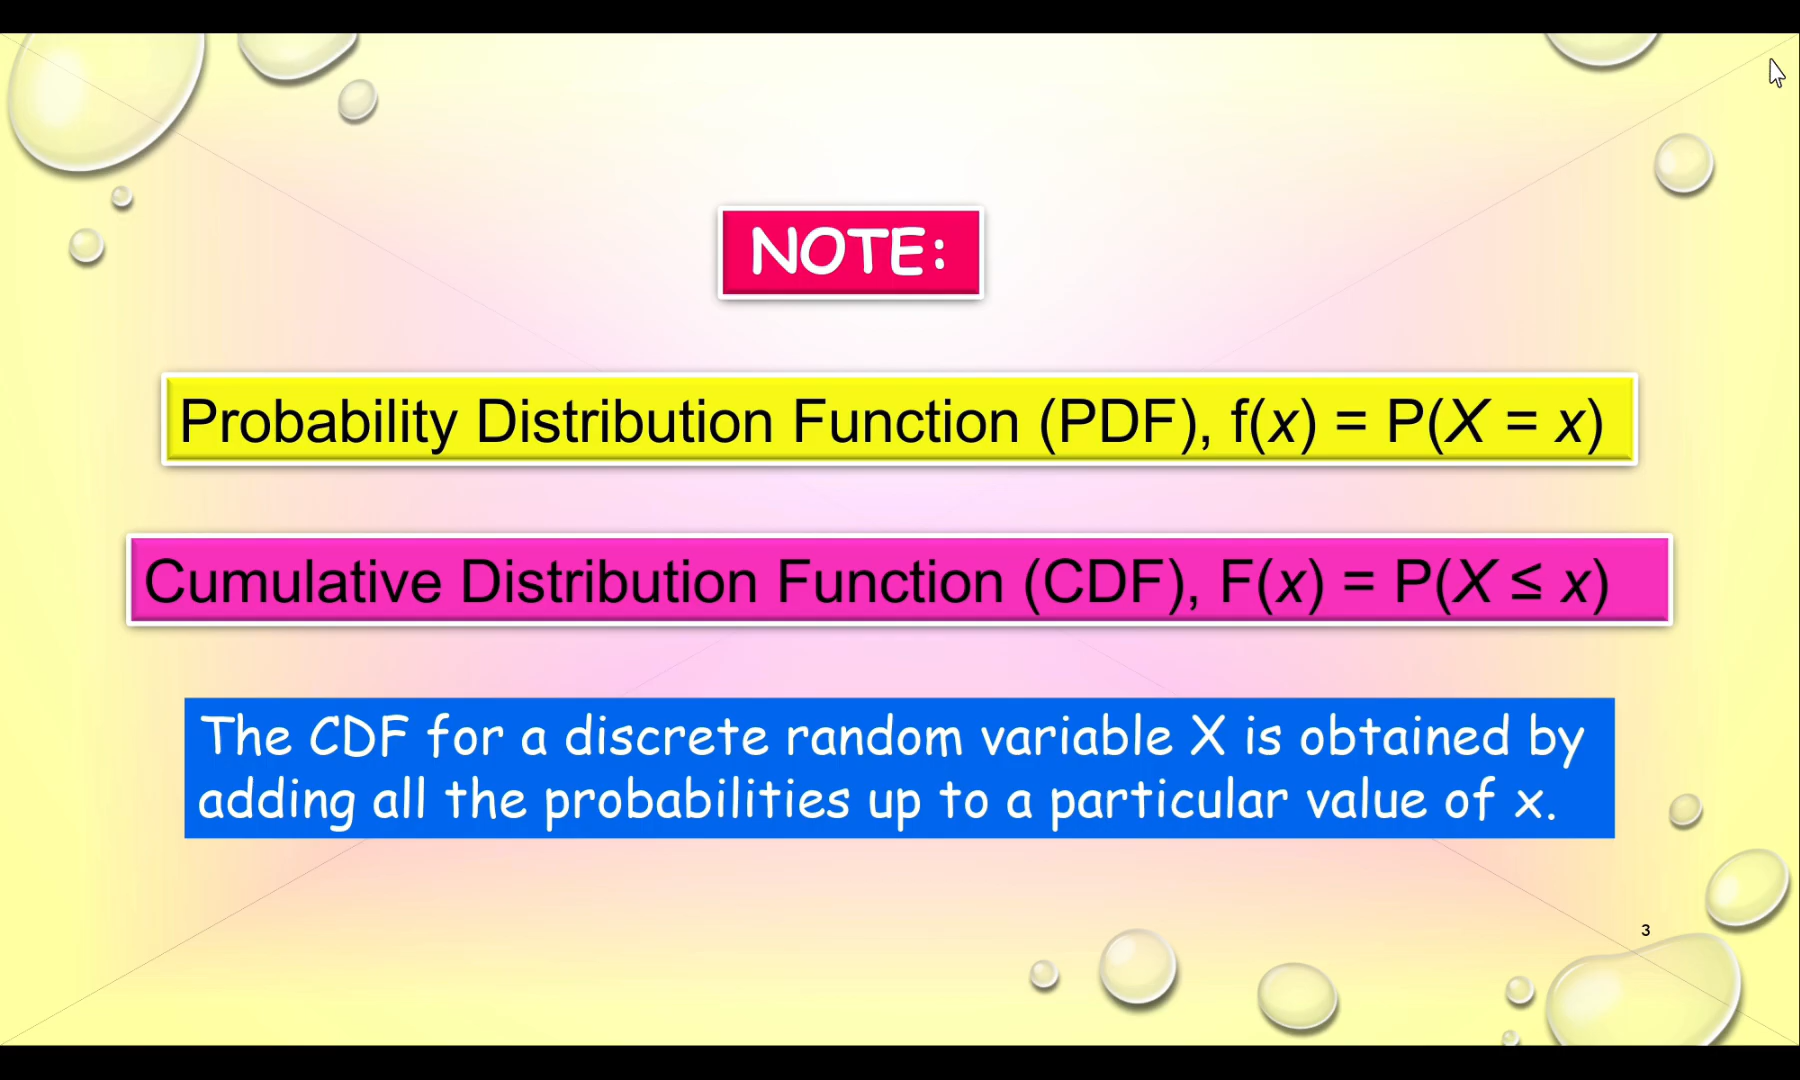 NOTE:
Probability Distribution Function (PDF), f(x) = P(X = x)
Cumulative Distribution Function (CDF), F(x) = P(X ≤ x)
The CDF for a discrete random variable X is obtained by
adding all the probabilities up to a particular value of x.
3